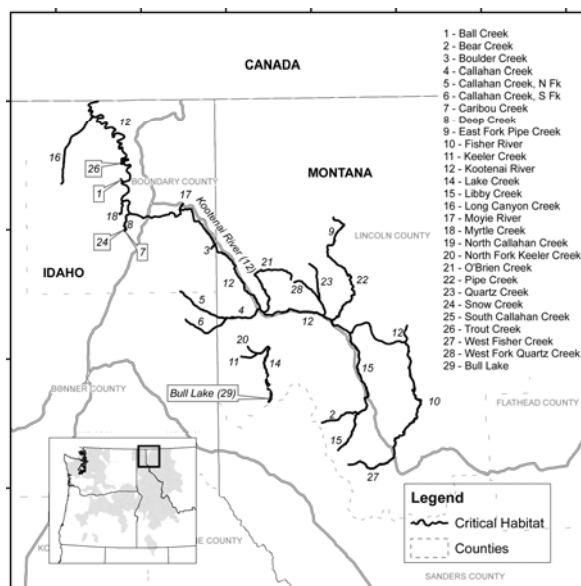 CANADA
MONTANA
IDAHO
BOUNDARY COUNTY
LINCOLN COUNTY
BONNER COUNTY
FLATHEAD COUNTY
SANDERS COUNTY
E COUNTY
Kootenai River (12)
Bull Lake (29)
12
16
26
1
18
8
24
7
17
3
12
21
28
23
9
22
5
4
6
12
12
20
11
14
15
10
2
15
27
1 - Ball Creek
2 - Bear Creek
3 - Boulder Creek
4 - Callahan Creek
5 - Callahan Creek, N Fk
6 - Callahan Creek, S Fk
7 - Caribou Creek
8 - Deep Creek
9 - East Fork Pipe Creek
10 - Fisher River
11 - Keeler Creek
12 - Kootenai River
14 - Lake Creek
15 - Libby Creek
16 - Long Canyon Creek
17 - Moyie River
18 - Myrtle Creek
19 - North Callahan Creek
20 - North Fork Keeler Creek
21 - O'Brien Creek
22 - Pipe Creek
23 - Quartz Creek
24 - Snow Creek
25 - South Callahan Creek
26 - Trout Creek
27 - West Fisher Creek
28 - West Fork Quartz Creek
29 - Bull Lake
Legend
Critical Habitat
Counties